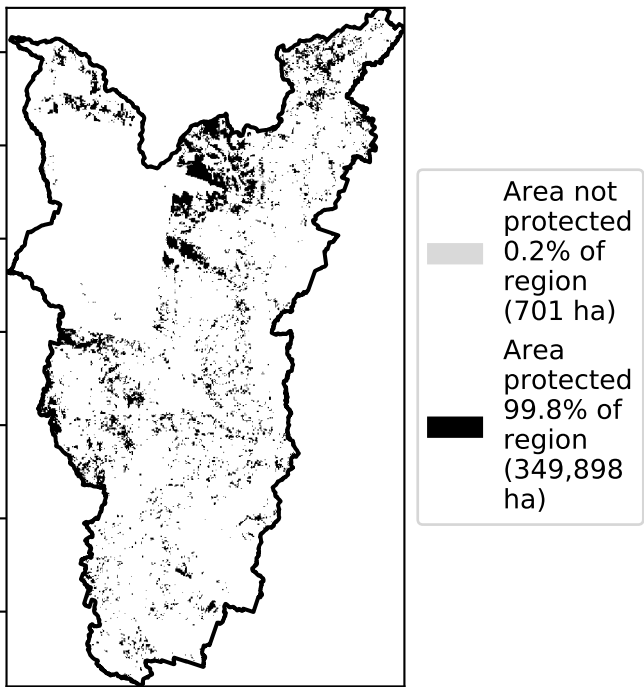 Area not
protected
0.2% of
region
(701 ha)
Area
protected
99.8% of
region
(349,898
ha)